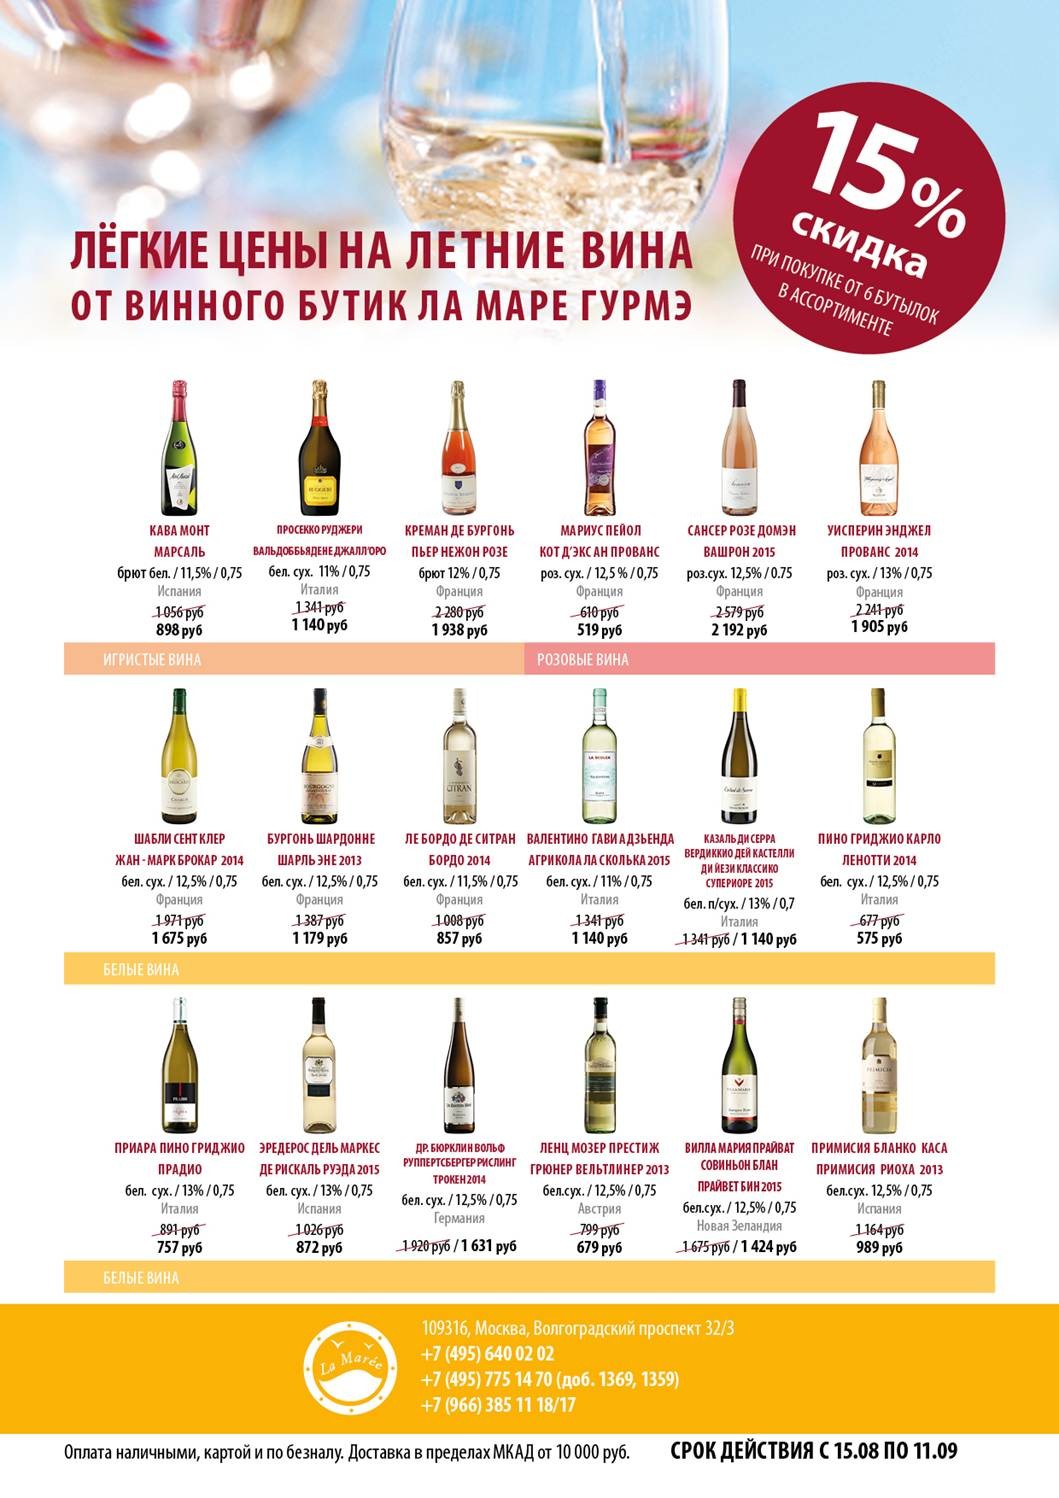 15%
скидка
ПРИ ПОКУПКЕ ОТ 6 БУТЫЛОК
В АССОРТИМЕНТЕ
ЛЁГКИЕ ЦЕНЫ НА ЛЕТНИЕ ВИНА
ОТ ВИННОГО БУТИК ЛА МАРЕ ГУРМЭ
КАВА МОНТ
МАРСАЛЬ
брют бел. / 11,5% / 0,75
Испания
1 056 руб
898 руб
ПРОСЕККО РУДЖЕРИ
ВАЛЬДОББЬЯДЕНЕ ДЖАЛЛ'ОРО
бел. сух. 11% / 0,75
Италия
1 341 руб
1 140 руб
КРЕМАН ДЕ БУРГОНЬ
ПЬЕР НЕЖОН РОЗЕ
брют 12% / 0,75
Франция
2 280 руб
1 938 руб
МАРИУС ПЕЙОЛ
КОТ Д'ЭКС АН ПРОВАНС
роз. сух. / 12,5 % / 0,75
Франция
610 руб
519 руб
САНСЕР РОЗЕ ДОМЭН
ВАШРОН 2015
роз.сух. 12,5% / 0.75
Франция
2 579 руб
2 192 руб
УИСПЕРИН ЭНДЖЕЛ
ПРОВАНС 2014
роз. сух. / 13% / 0,75
Франция
2 241 руб
1 905 руб
ИГРИСТЫЕ ВИНА
РОЗОВЫЕ ВИНА
ШАБЛИ СЕНТ КЛЕР
ЖАН - МАРК БРОКАР 2014
бел. сух. / 12,5% / 0,75
Франция
1 971 руб
1 675 руб
БУРГОНЬ ШАРДОННЕ
ШАРЛЬ ЭНЕ 2013
бел. сух. / 12,5% / 0,75
Франция
1 387 руб
1 179 руб
CITRAN
ЛЕ БОРДО ДЕ СИТРАН
БОРДО 2014
бел. сух. / 11,5% / 0,75
Франция
1 008 руб
857 руб
LA SCOLCA
ВАЛЕНТИНО ГАВИ АДЗЬЕНДА
АГРИКОЛА ЛА СКОЛЬКА 2015
бел. сух. / 11% / 0,75
Италия
1 341 руб
1 140 руб
КАЗАЛЬ ДИ СЕРРА
ВЕРДИККИО ДЕЙ КАСТЕЛЛИ
ДИ ЙЕЗИ КЛАССИКО
СУПЕРИОРЕ 2015
бел. п/сух. / 13% / 0,7
Италия
1 341 руб / 1 140 руб
ПИНО ГРИДЖИО КАРЛО
ЛЕНОТТИ 2014
бел. сух. / 12,5% / 0,75
Италия
677 руб
575 руб
БЕЛЫЕ ВИНА
ПРИАРА ПИНО ГРИДЖИО
ПРАДИО
бел. сух. / 13% / 0,75
Италия
891 руб
757 руб
ЭРЕДЕРОС ДЕЛЬ МАРКЕС
ДЕ РИСКАЛЬ РУЭДА 2015
бел. сух. / 13% / 0,75
Испания
1 026 руб
872 руб
ДР. БЮРКЛИН ВОЛЬФ
РУППЕРТСБЕРГЕР РИСЛИНГ
ТРОКЕН 2014
бел. сух. / 12,5% / 0,75
Германия
1 920 руб / 1 631 руб
ЛЕНЦ МОЗЕР ПРЕСТИЖ
ГРЮНЕР ВЕЛЬТЛИНЕР 2013
бел.сух. / 12,5% / 0,75
Австрия
799 руб
679 руб
ВИЛЛА МАРИЯ ПРАЙВАТ
СОВИНЬОН БЛАН
ПРАЙВЕТ БИН 2015
бел.сух. / 12,5% / 0,75
Новая Зеландия
1 675 руб / 1 424 руб
PRIMICIA
ПРИМИСИЯ БЛАНКО КАСА
ПРИМИСИЯ РИОХА 2013
бел.сух. 12,5% / 0,75
Испания
1 164 руб
989 руб
БЕЛЫЕ ВИНА
La Marée
109316, Москва, Волгоградский проспект 32/3
+7 (495) 640 02 02
+7 (495) 775 14 70 (доб. 1369, 1359)
+7 (966) 385 11 18/17
Оплата наличными, картой и по безналу. Доставка в пределах МКАД от 10 000 руб.
СРОК ДЕЙСТВИЯ С 15.08 ПО 11.09